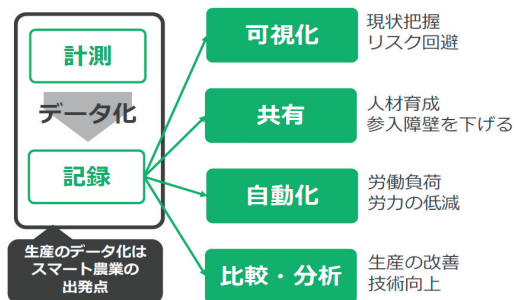 計測
データ化
記録
生産のデータ化は
スマート農業の
出発点
可視化
現状把握
リスク回避
共有
人材育成
参入障壁を下げる
自動化
労働負荷
労力の低減
比較・分析
生産の改善
技術向上